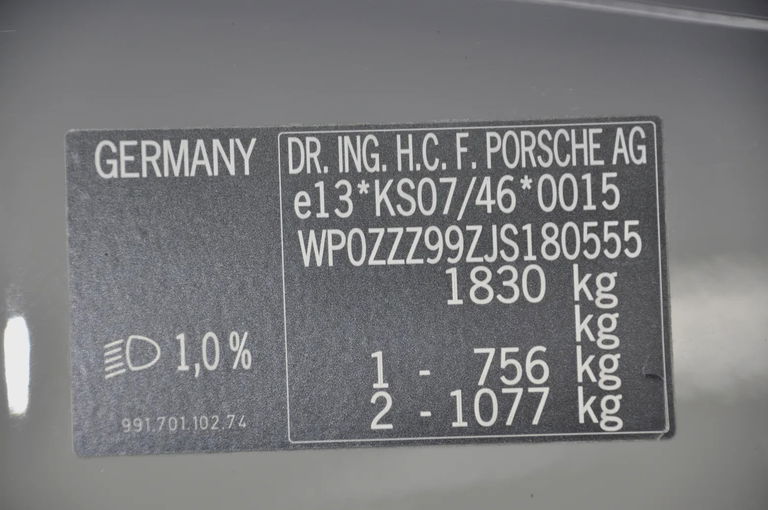 GERMANY
1,0 %
991.701.102.74
DR. ING. H.C. F. PORSCHE AG
e13*KS07/46*0015
WP0ZZZ99ZJS180555
1830 kg
kg
1 - 756 kg
2 - 1077 kg